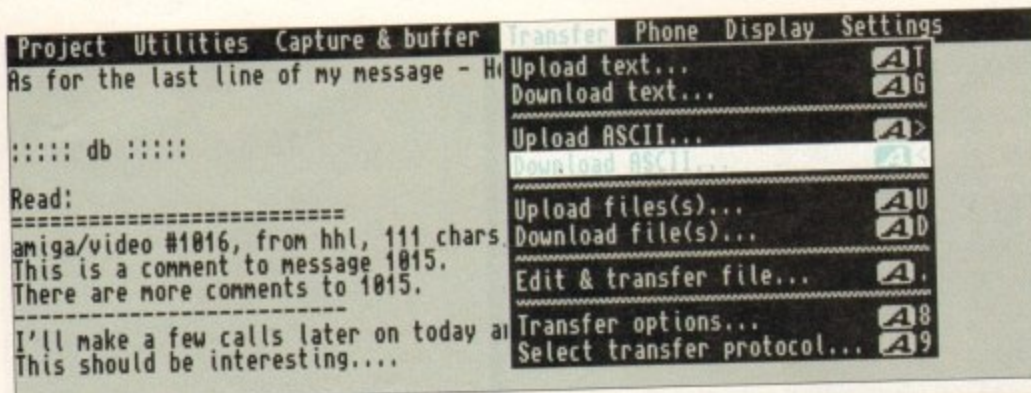 Project Utilities Capture & buffer Transfer Phone Display Settings
As for the last line of my message - H
::::: db :::::
Read:
==========================
amiga/video #1016, from hhl, 111 chars
This is a comment to message 1015.
There are more comments to 1015.
--------------------------
I'll make a few calls later on today a
This should be interesting....
Upload text... A T
Download text... A G
Upload ASCII... A >
Download ASCII... A <
Upload files(s)... A U
Download file(s)... A D
Edit & transfer file... A .
Transfer options... A 8
Select transfer protocol... A 9